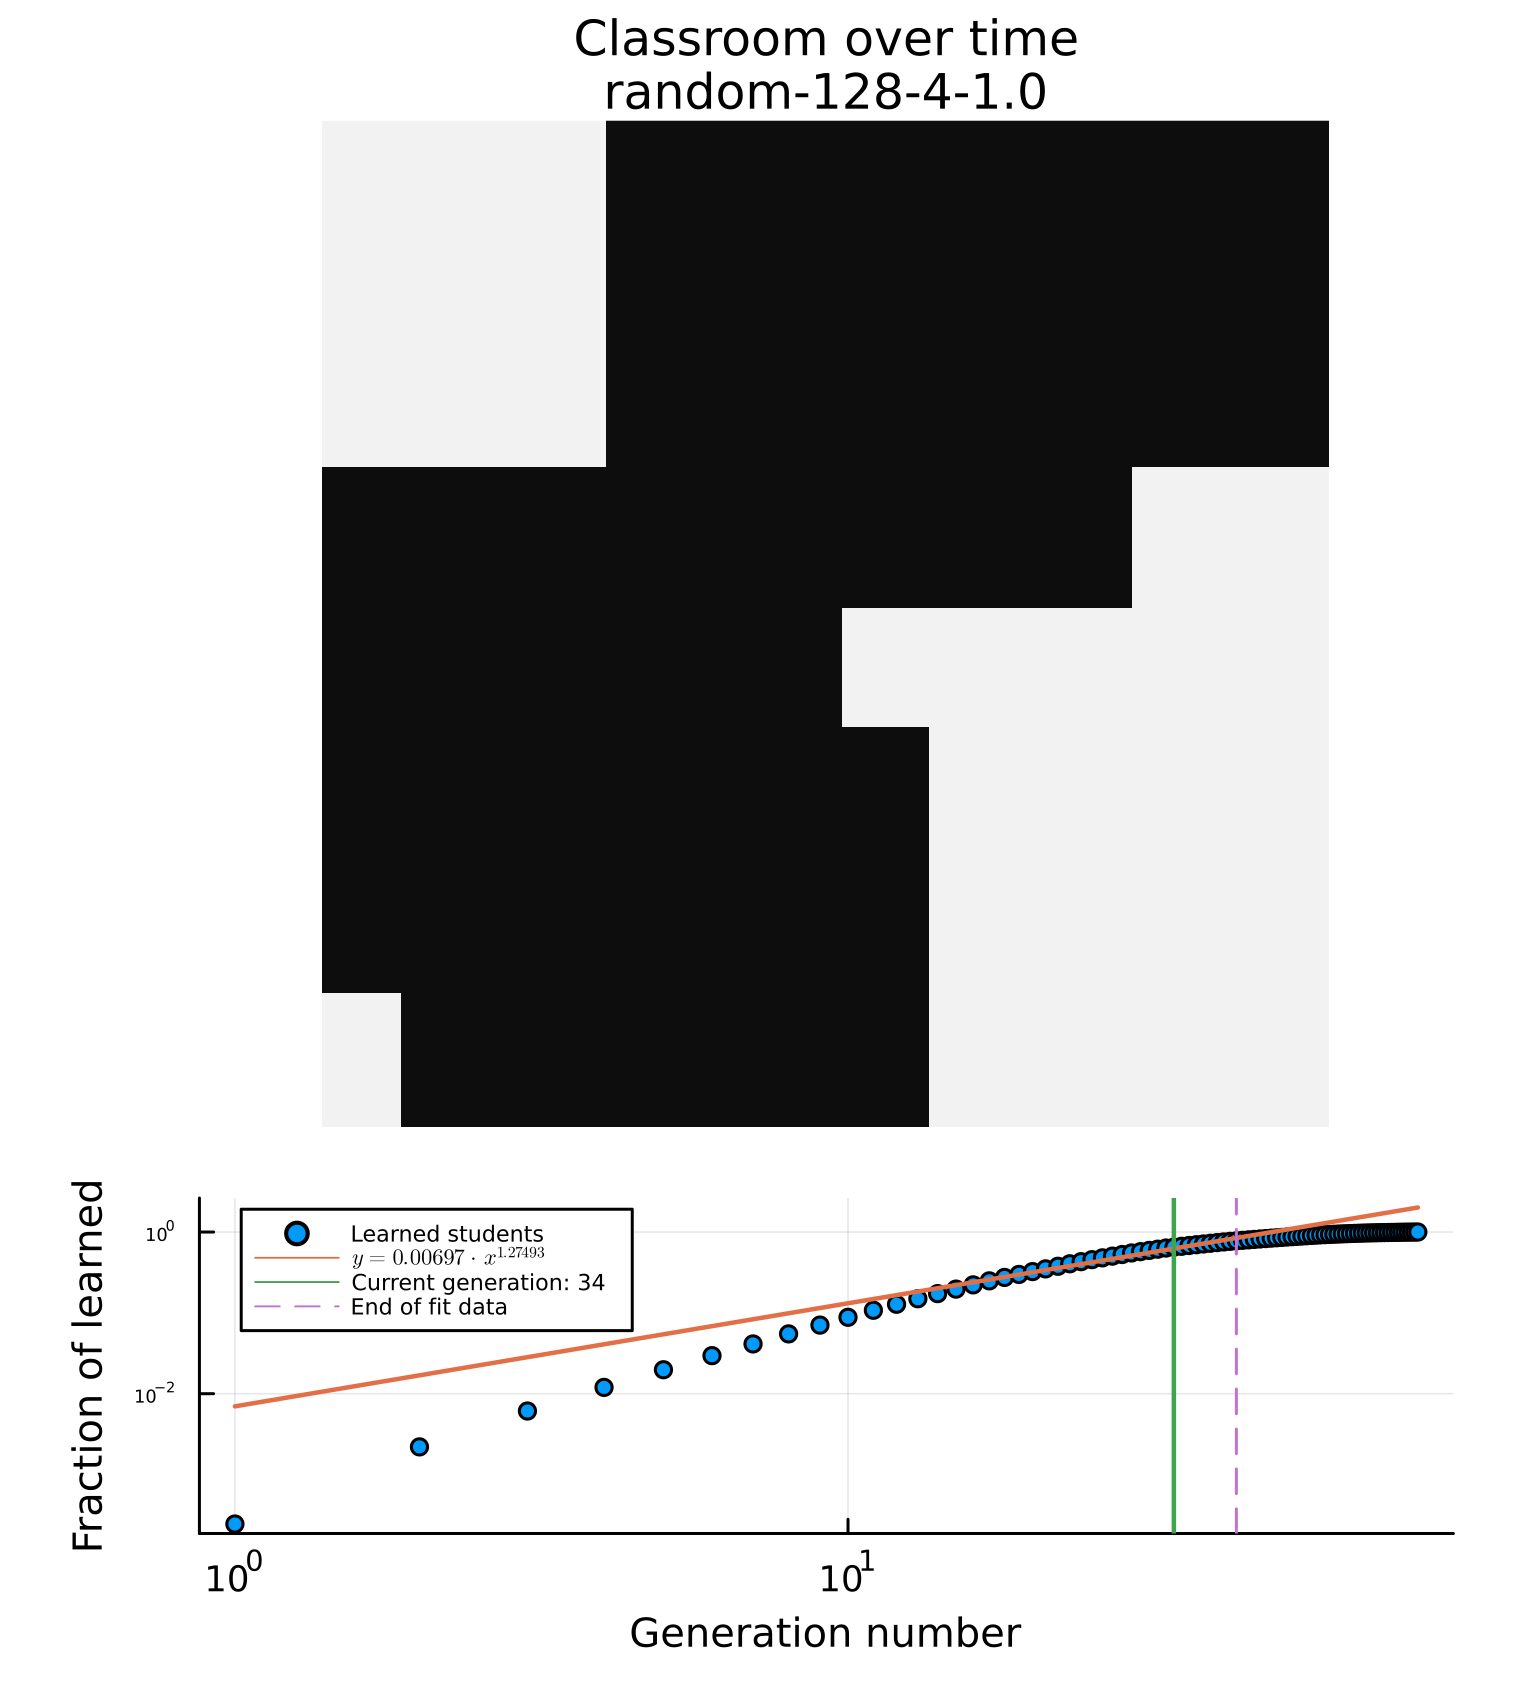 Classroom over time
random-128-4-1.0
Fraction of learned
10^0
10^−2
Learned students
y = 0.00697 · x^1.27493
Current generation: 34
End of fit data
10^0
10^1
Generation number